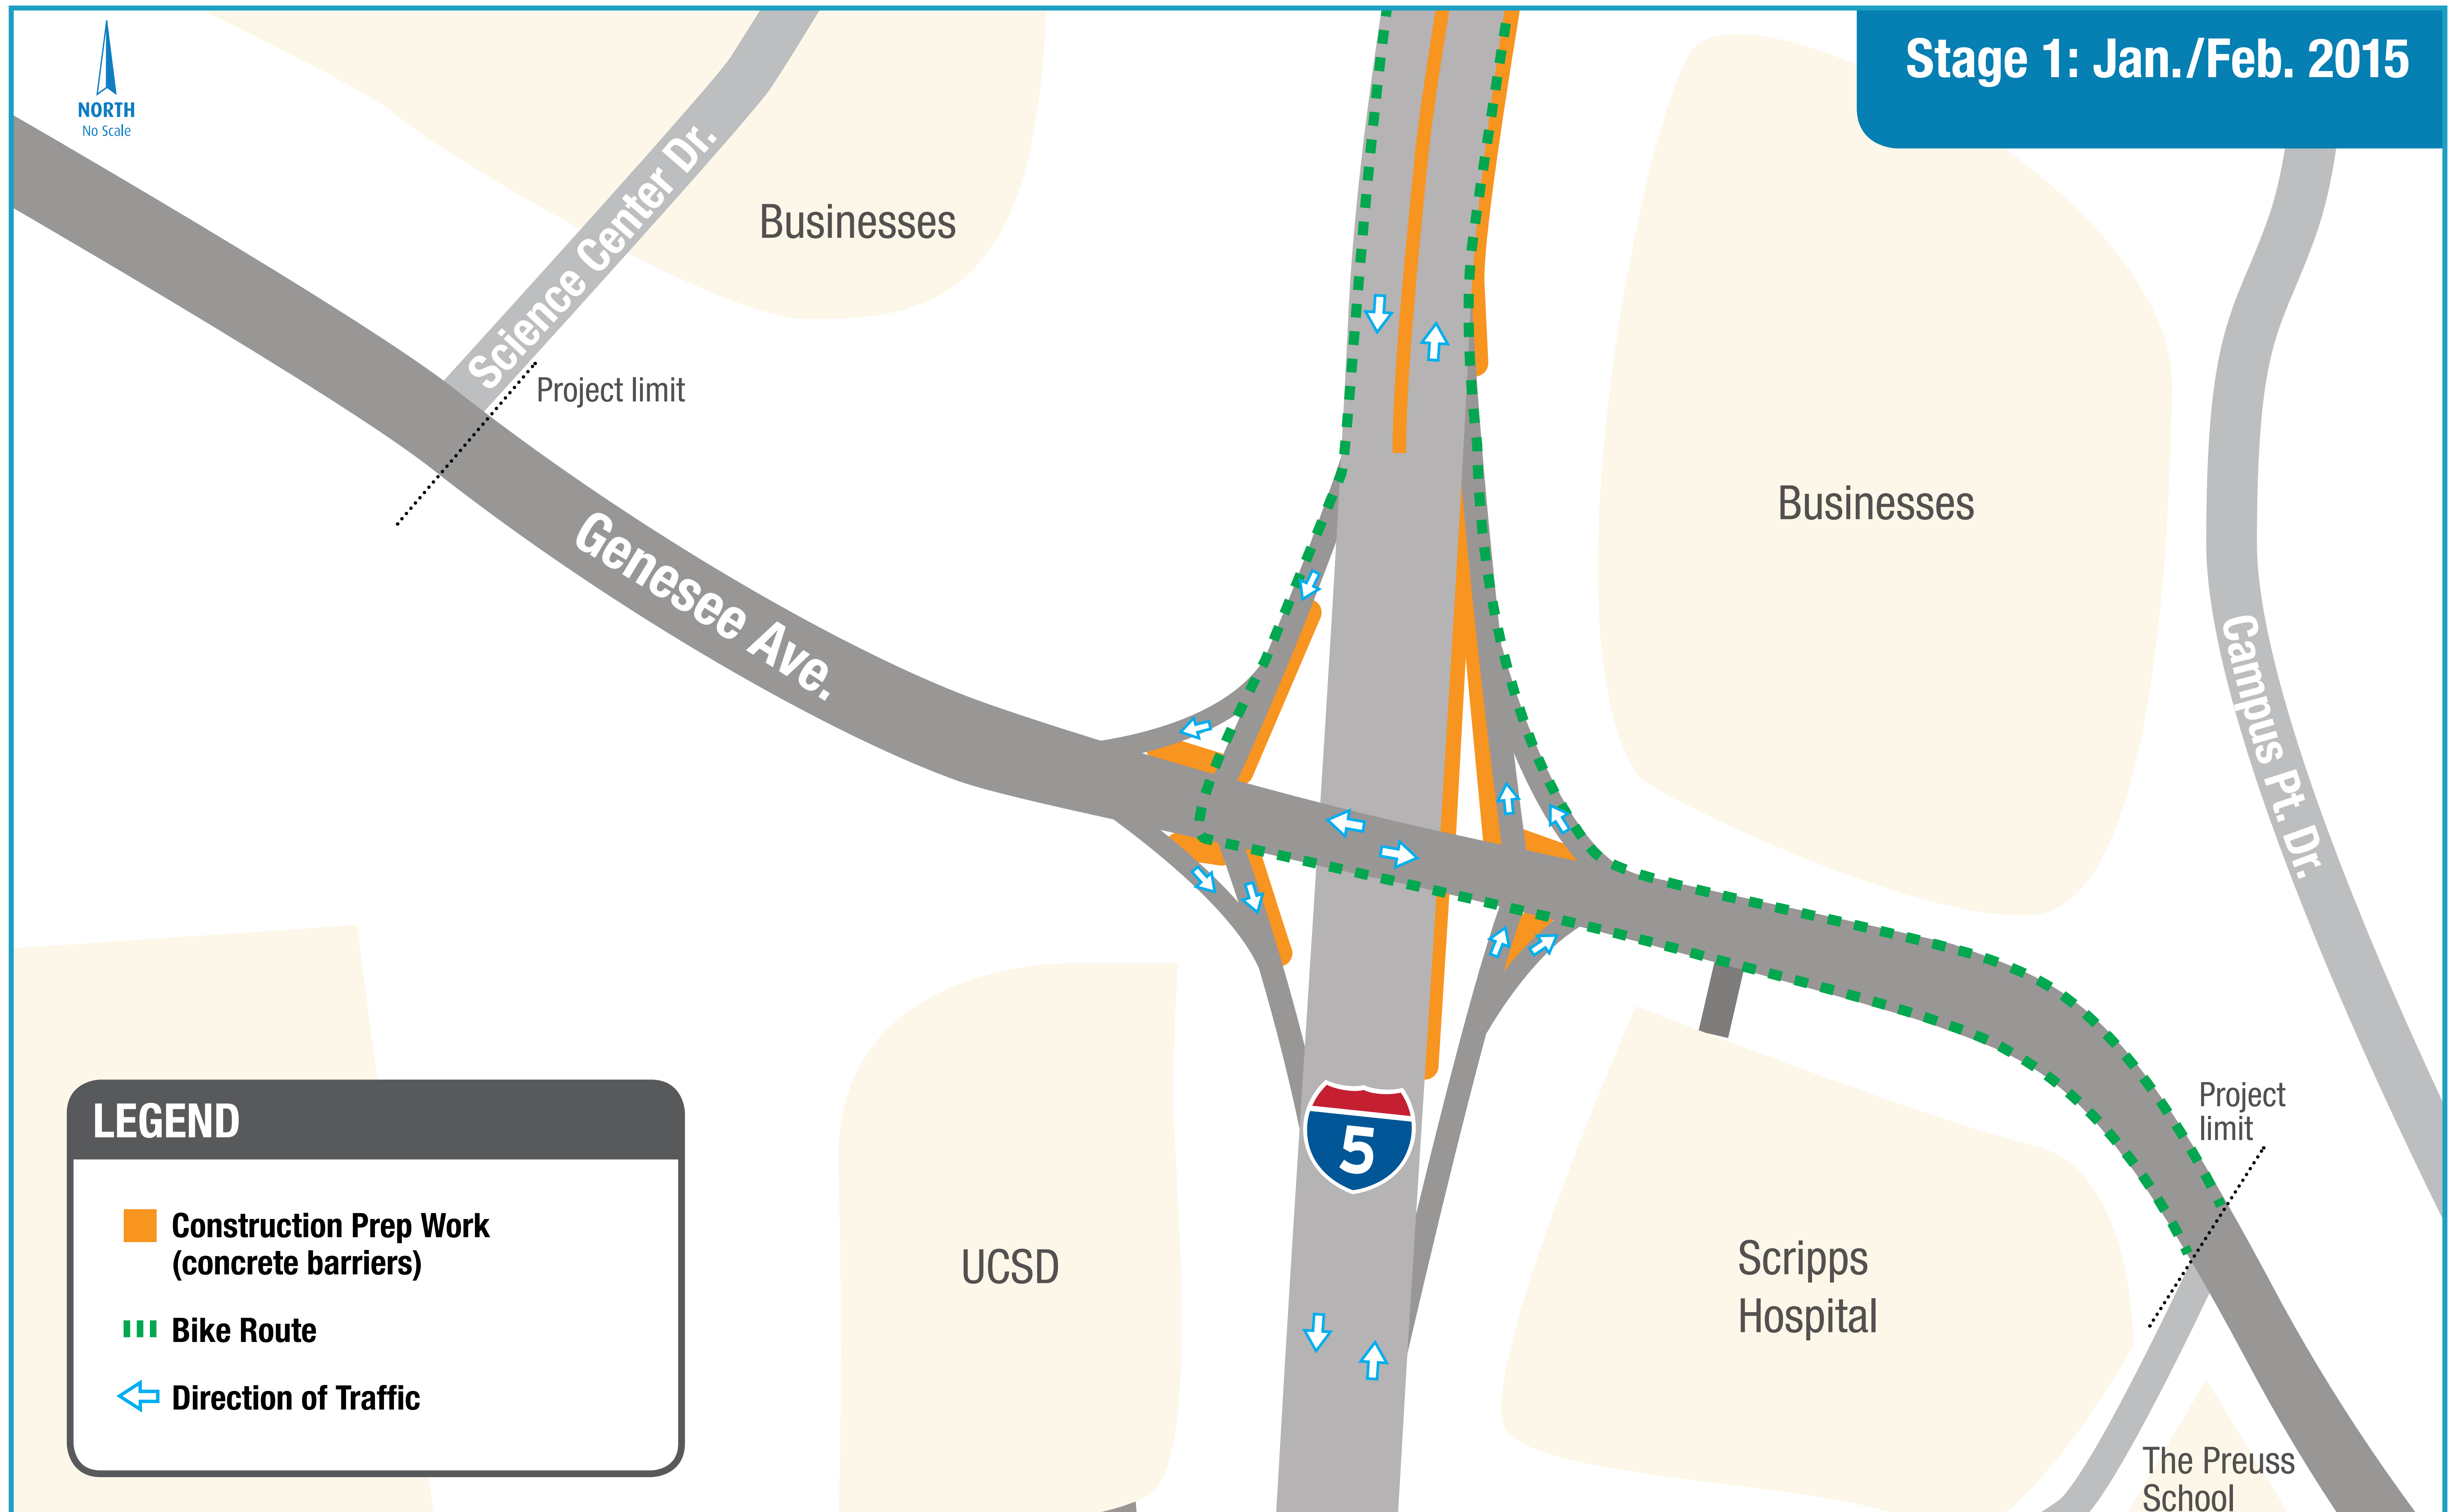 Stage 1: Jan./Feb. 2015
NORTH
No Scale
Science Center Dr.
Businesses
Project limit
Businesses
Genesee Ave.
Campus Pt. Dr.
Project
limit
5
UCSD
Scripps
Hospital
The Preuss
School
LEGEND
Construction Prep Work
(concrete barriers)
Bike Route
Direction of Traffic